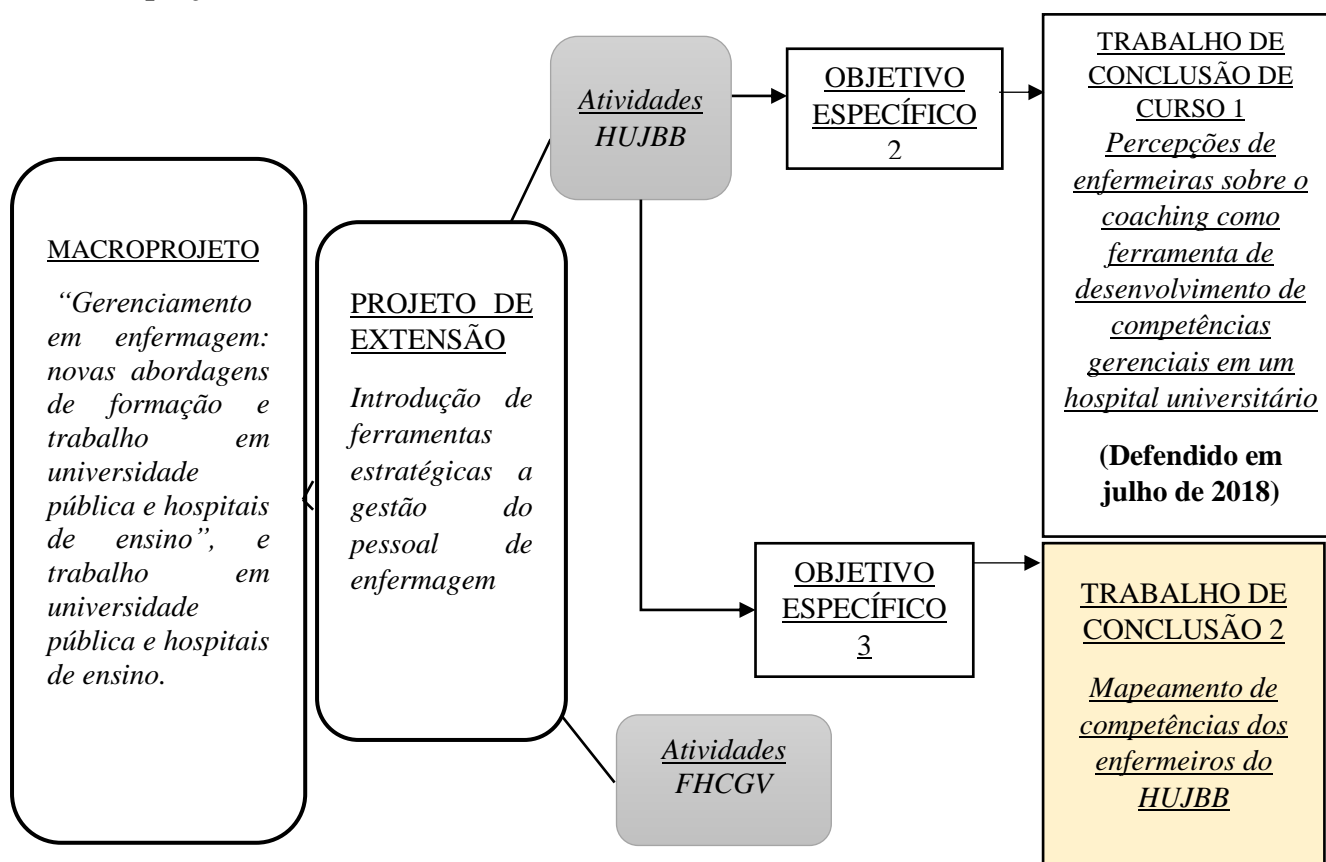 MACROPROJETO
“Gerenciamento
em enfermagem:
novas abordagens
de formação e
trabalho em
universidade
pública e hospitais
de ensino”, e
trabalho em
universidade
pública e hospitais
de ensino.
PROJETO DE
EXTENSÃO
Introdução de
ferramentas
estratégicas a
gestão do
pessoal de
enfermagem
Atividades
HUJBB
OBJETIVO
ESPECÍFICO
2
TRABALHO DE
CONCLUSÃO DE
CURSO 1
Percepções de
enfermeiras sobre o
coaching como
ferramenta de
desenvolvimento de
competências
gerenciais em um
hospital universitário
(Defendido em
julho de 2018)
OBJETIVO
ESPECÍFICO
3
TRABALHO DE
CONCLUSÃO 2
Mapeamento de
competências dos
enfermeiros do
HUJBB
Atividades
FHCGV